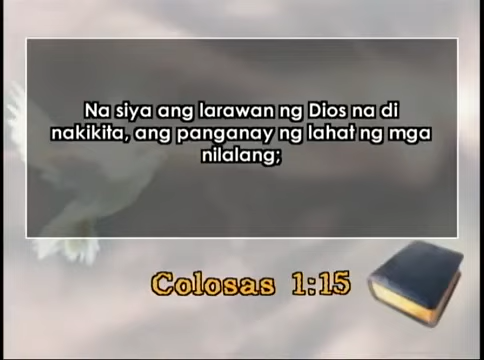 Na siya ang larawan ng Dios na di
nakikita, ang panganay ng lahat ng mga
nilalang;
Colosas 1:15